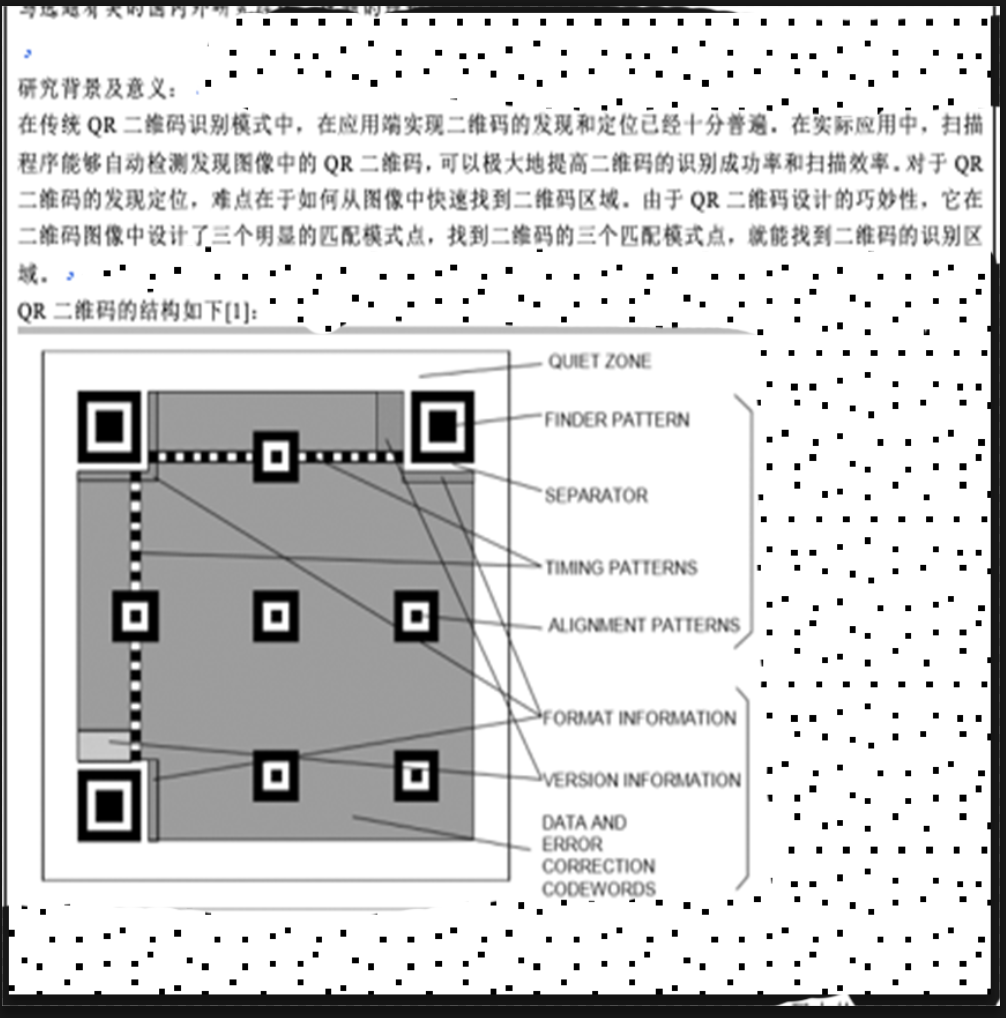 研究背景及意义：
在传统 QR 二维码识别模式中，在应用端实现二维码的发现和定位已经十分普遍。在实际应用中，扫描
程序能够自动检测发现图像中的 QR 二维码，可以极大地提高二维码的识别成功率和扫描效率。对于 QR
二维码的发现定位，难点在于如何从图像中快速找到二维码区域。由于 QR 二维码设计的巧妙性，它在
二维码图像中设计了三个明显的匹配模式点，找到二维码的三个匹配模式点，就能找到二维码的识别区
域。
QR 二维码的结构如下[1]：
QUIET ZONE
FINDER PATTERN
SEPARATOR
TIMING PATTERNS
ALIGNMENT PATTERNS
FORMAT INFORMATION
VERSION INFORMATION
DATA AND
ERROR
CORRECTION
CODEWORDS